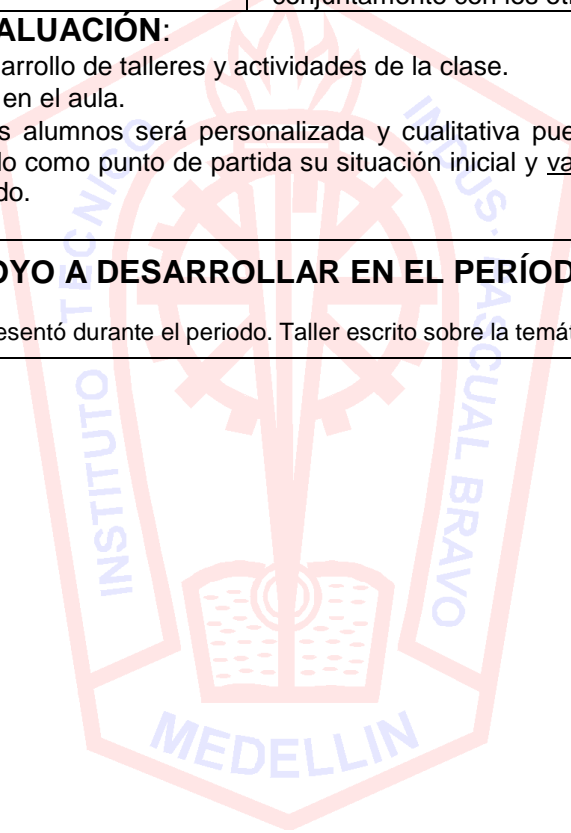 conjuntamente con los otr
ALUACIÓN:
arrollo de talleres y actividades de la clase.
en el aula.
s alumnos será personalizada y cualitativa pue
lo como punto de partida su situación inicial y va
do.
OYO A DESARROLLAR EN EL PERÍOD
esentó durante el periodo. Taller escrito sobre la temát
INSTITUTO TECNICO
INDUS. PASCUAL BRAVO
MEDELLIN